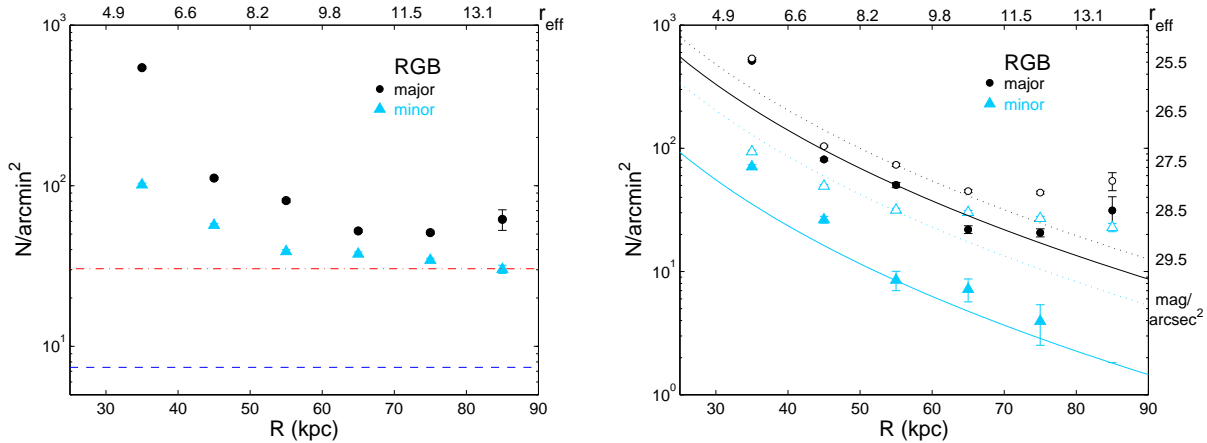 4.9 6.6 8.2 9.8 11.5 13.1 r eff
10^3
10^2
10^1
N/arcmin^2
RGB
major
minor
30 40 50 60 70 80 90
R (kpc)
4.9 6.6 8.2 9.8 11.5 13.1 r eff
10^3
10^2
10^1
10^0
N/arcmin^2
RGB
major
minor
25.5
26.5
27.5
28.5
29.5
mag/
arcsec^2
30 40 50 60 70 80 90
R (kpc)